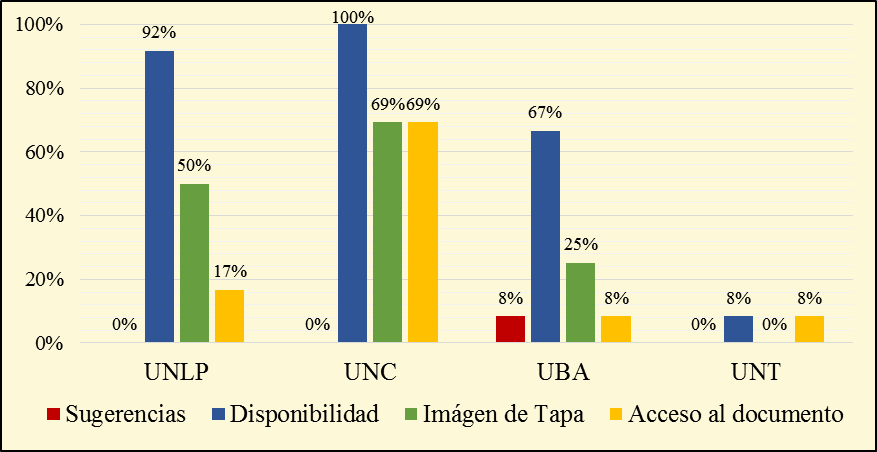 100%
80%
60%
40%
20%
0%
0%
92%
50%
17%
0%
100%
69%
69%
8%
67%
25%
8%
0%
8%
0%
8%
UNLP
UNC
UBA
UNT
Sugerencias
Disponibilidad
Imágen de Tapa
Acceso al documento